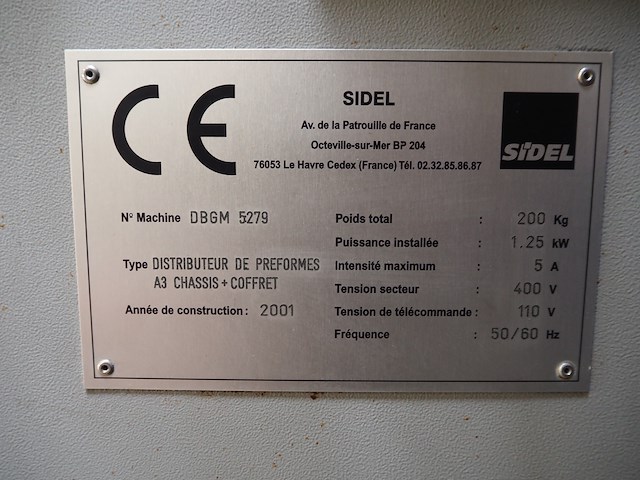 CE
SIDEL
Av. de la Patrouille de France
Octeville-sur-Mer BP 204
76053 Le Havre Cedex (France) Tél. 02.32.85.86.87
SIDEL
Nº Machine DBGM 5279
Type DISTRIBUTEUR DE PREFORMES
A3 CHASSIS+COFFRET
Année de construction : 2001
Poids total : 200 Kg
Puissance installée : 1.25 kW
Intensité maximum : 5 A
Tension secteur : 400 V
Tension de télécommande : 110 V
Fréquence : 50/60 Hz